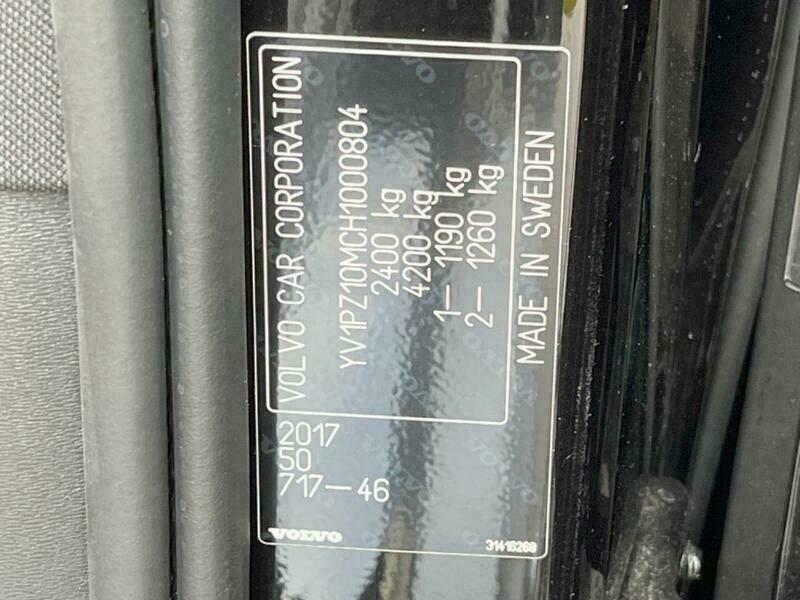 VOLVO CAR CORPORATION
YV1PZ10MCH1000804
2400 kg
4200 kg
1— 1190 kg
2— 1260 kg
MADE IN SWEDEN
2017
50
717—46
VOLVO
31416268